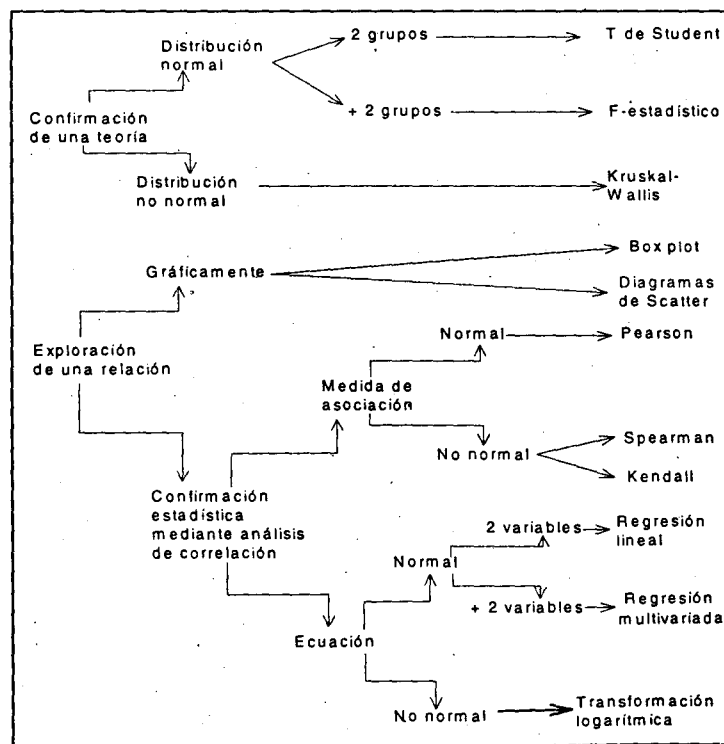 Distribución
normal
2 grupos
T de Student
+ 2 grupos
F-estadístico
Confirmación
de una teoría
Distribución
no normal
Kruskal-
Wallis
Gráficamente
Box plot
Diagramas
de Scatter
Exploración
de una relación
Normal
Pearson
Medida de
asociación
No normal
Spearman
Kendall
Confirmación
estadística
mediante análisis
de correlación
2 variables
Regresión
lineal
Normal
+ 2 variables
Regresión
multivariada
Ecuación
No normal
Transformación
logarítmica